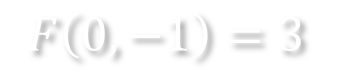 F(0,−1) = 3